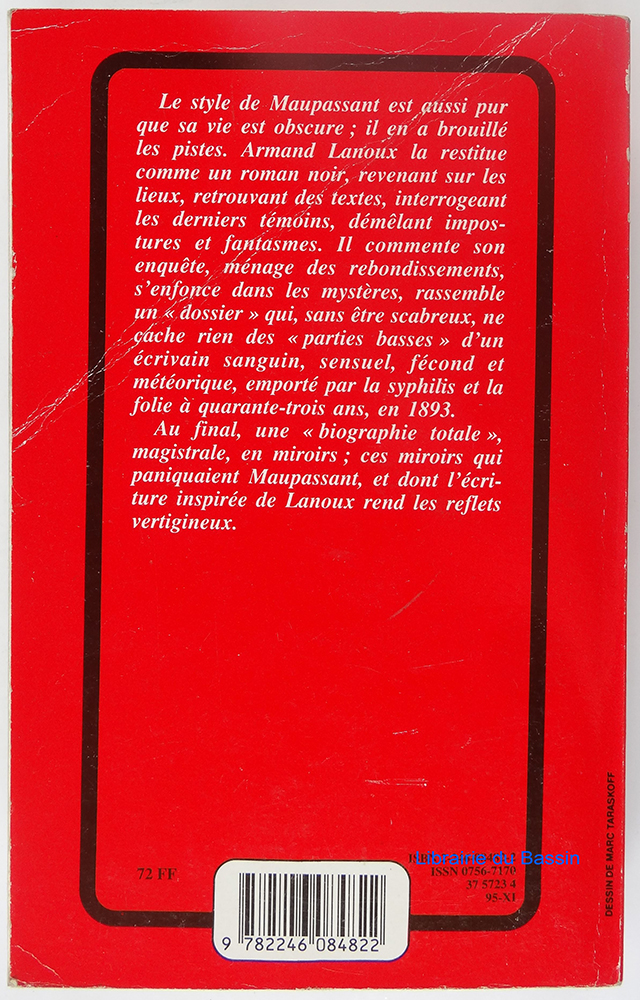 Le style de Maupassant est aussi pur
que sa vie est obscure ; il en a brouillé
les pistes. Armand Lanoux la restitue
comme un roman noir, revenant sur les
lieux, retrouvant des textes, interrogeant
les derniers témoins, démêlant impos-
tures et fantasmes. Il commente son
enquête, ménage des rebondissements,
s'enfonce dans les mystères, rassemble
un « dossier » qui, sans être scabreux, ne
cache rien des « parties basses » d'un
écrivain sanguin, sensuel, fécond et
météorique, emporté par la syphilis et la
folie à quarante-trois ans, en 1893.
Au final, une « biographie totale »,
magistrale, en miroirs ; ces miroirs qui
paniquaient Maupassant, et dont l'écri-
ture inspirée de Lanoux rend les reflets
vertigineux.
DESSIN DE MARC TARASKOFF
Librairie du Bassin
ISSN 0756-7170
37 5723 4
95-XI
72 FF
9 782246 084822